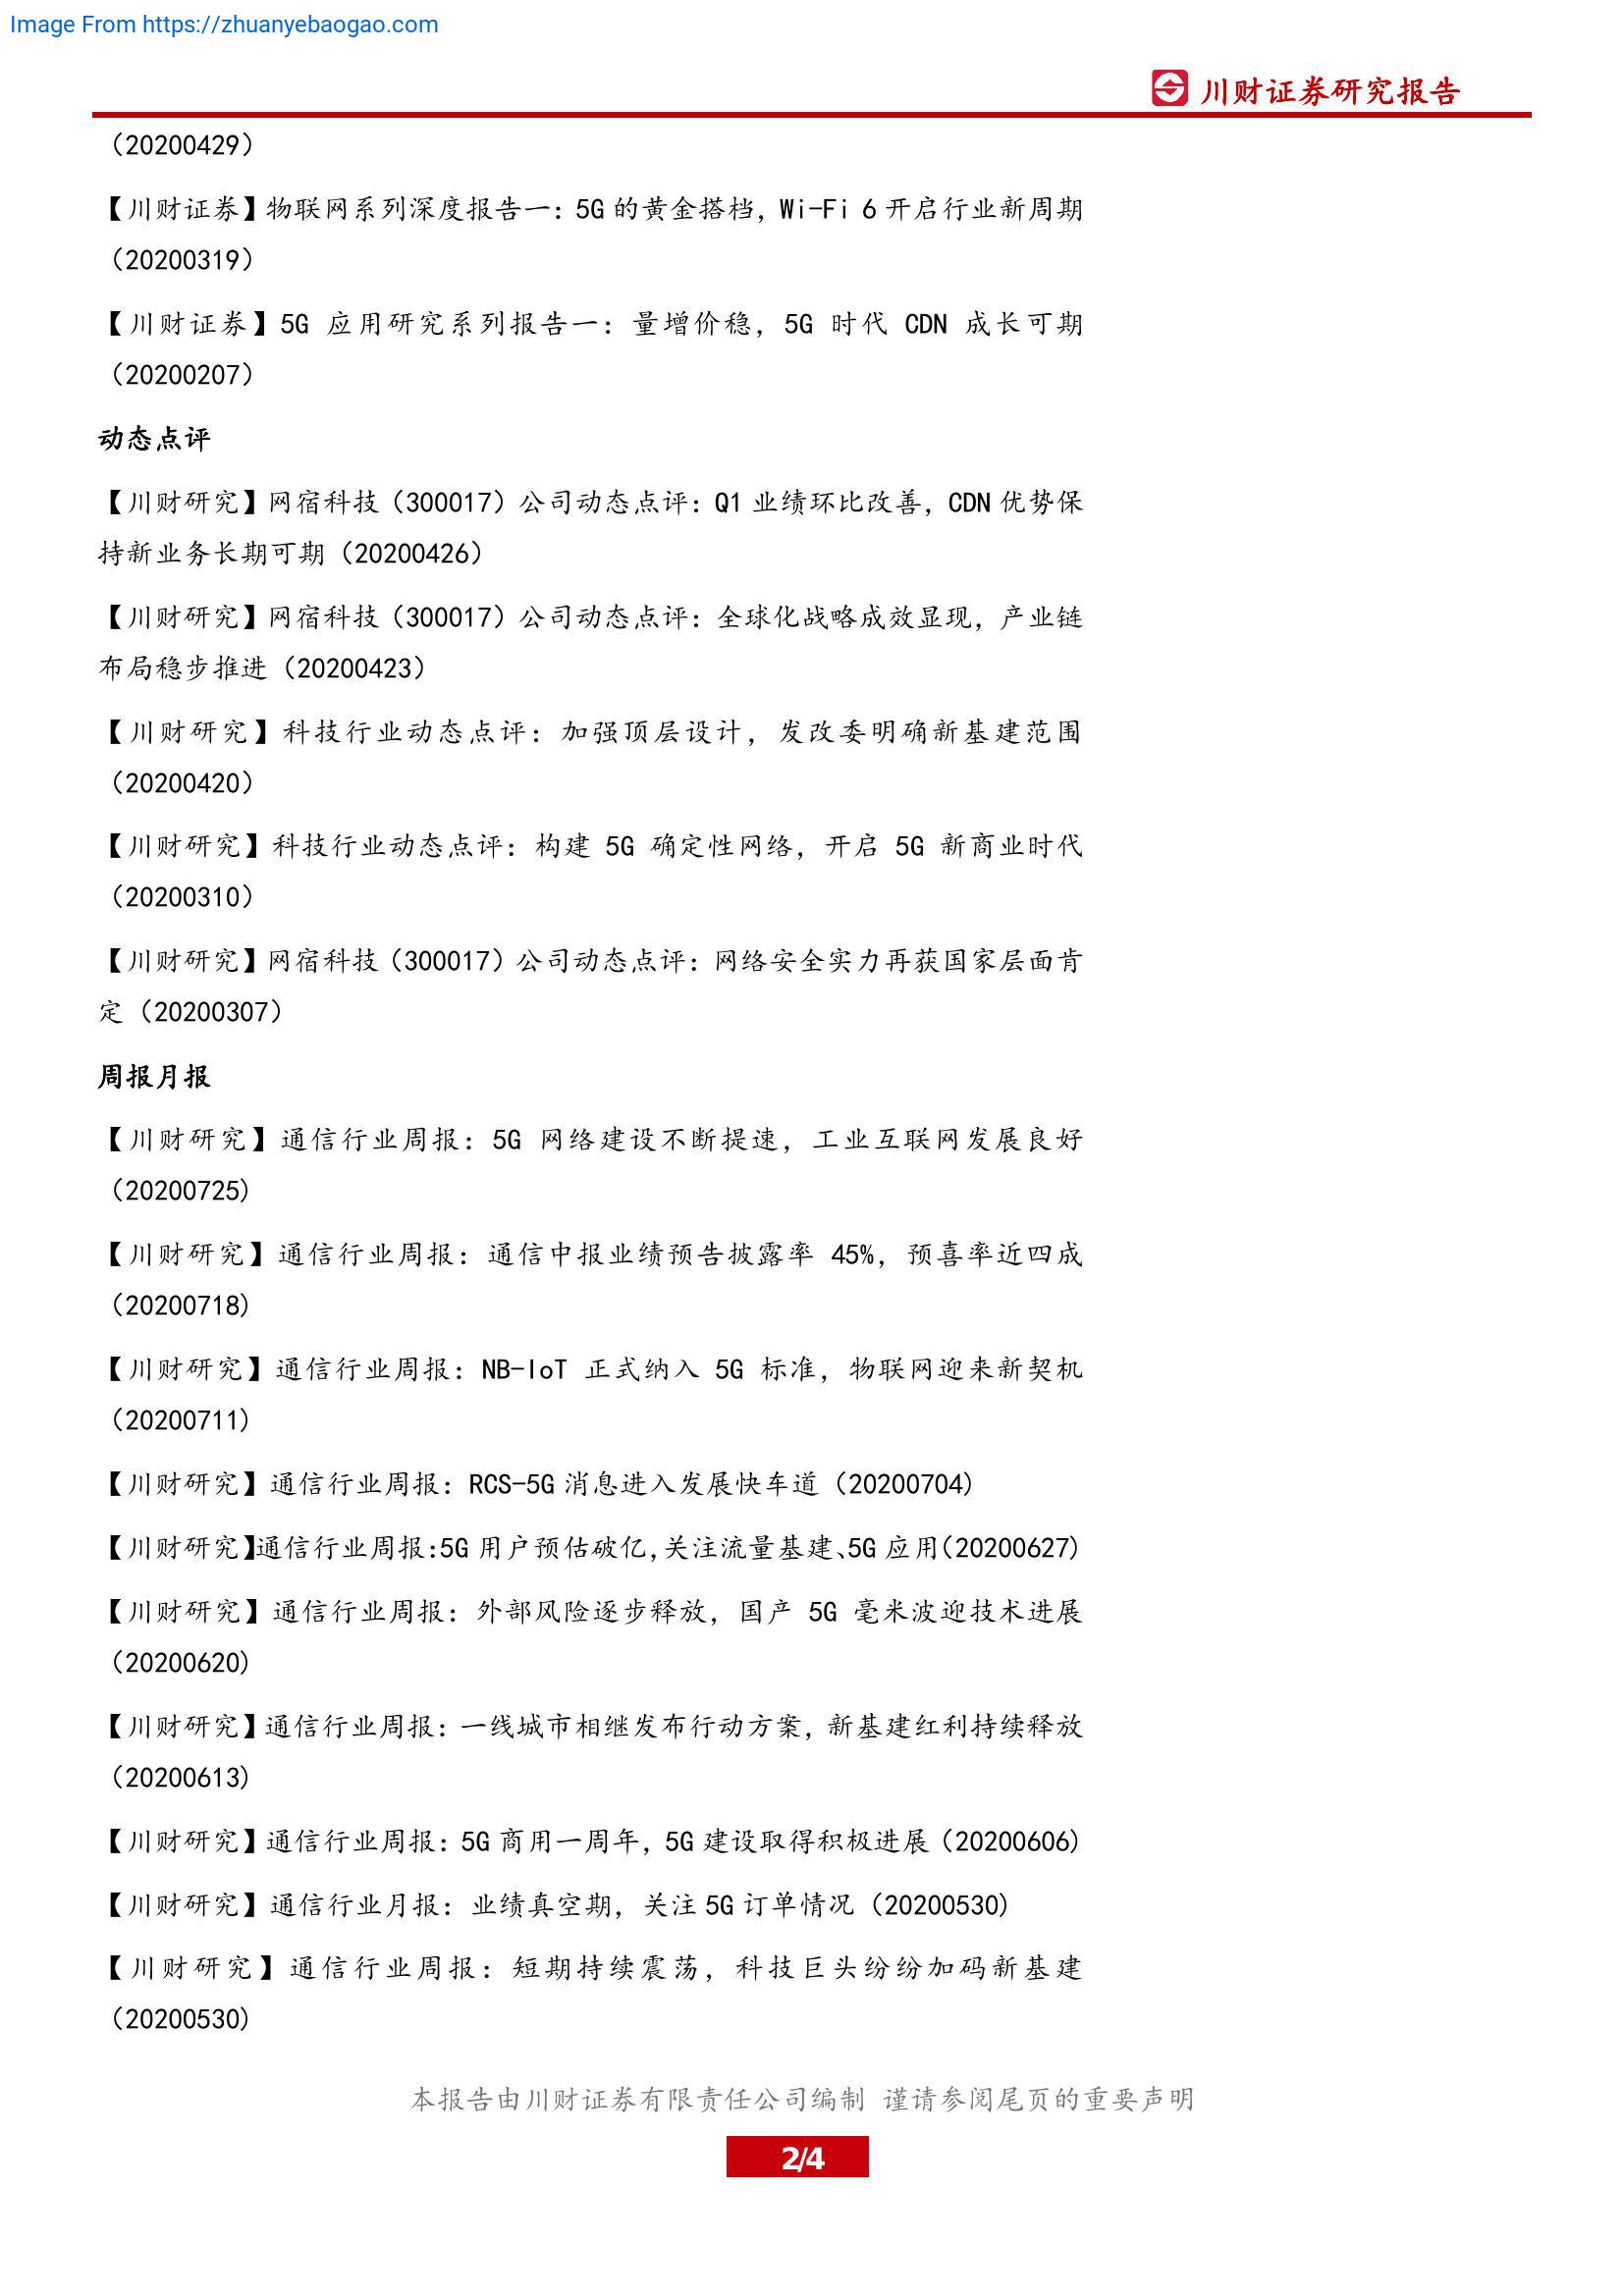 Image From https://zhuanyebaogao.com
川财证券研究报告
（20200429）
【川财证券】物联网系列深度报告一：5G 的黄金搭档，Wi-Fi 6 开启行业新周期
（20200319）
【川财证券】5G 应用研究系列报告一：量增价稳，5G 时代 CDN 成长可期
（20200207）
动态点评
【川财研究】网宿科技（300017）公司动态点评：Q1 业绩环比改善，CDN 优势保
持新业务长期可期（20200426）
【川财研究】网宿科技（300017）公司动态点评：全球化战略成效显现，产业链
布局稳步推进（20200423）
【川财研究】科技行业动态点评：加强顶层设计，发改委明确新基建范围
（20200420）
【川财研究】科技行业动态点评：构建 5G 确定性网络，开启 5G 新商业时代
（20200310）
【川财研究】网宿科技（300017）公司动态点评：网络安全实力再获国家层面肯
定（20200307）
周报月报
【川财研究】通信行业周报：5G 网络建设不断提速，工业互联网发展良好
（20200725)
【川财研究】通信行业周报：通信中报业绩预告披露率 45%，预喜率近四成
（20200718)
【川财研究】通信行业周报：NB-IoT 正式纳入 5G 标准，物联网迎来新契机
（20200711)
【川财研究】通信行业周报：RCS-5G 消息进入发展快车道（20200704)
【川财研究】通信行业周报：5G 用户预估破亿，关注流量基建、5G 应用（20200627)
【川财研究】通信行业周报：外部风险逐步释放，国产 5G 毫米波迎技术进展
（20200620)
【川财研究】通信行业周报：一线城市相继发布行动方案，新基建红利持续释放
（20200613)
【川财研究】通信行业周报：5G 商用一周年，5G 建设取得积极进展（20200606)
【川财研究】通信行业月报：业绩真空期，关注 5G 订单情况（20200530)
【川财研究】通信行业周报：短期持续震荡，科技巨头纷纷加码新基建
（20200530)
本报告由川财证券有限责任公司编制 谨请参阅尾页的重要声明
2/4